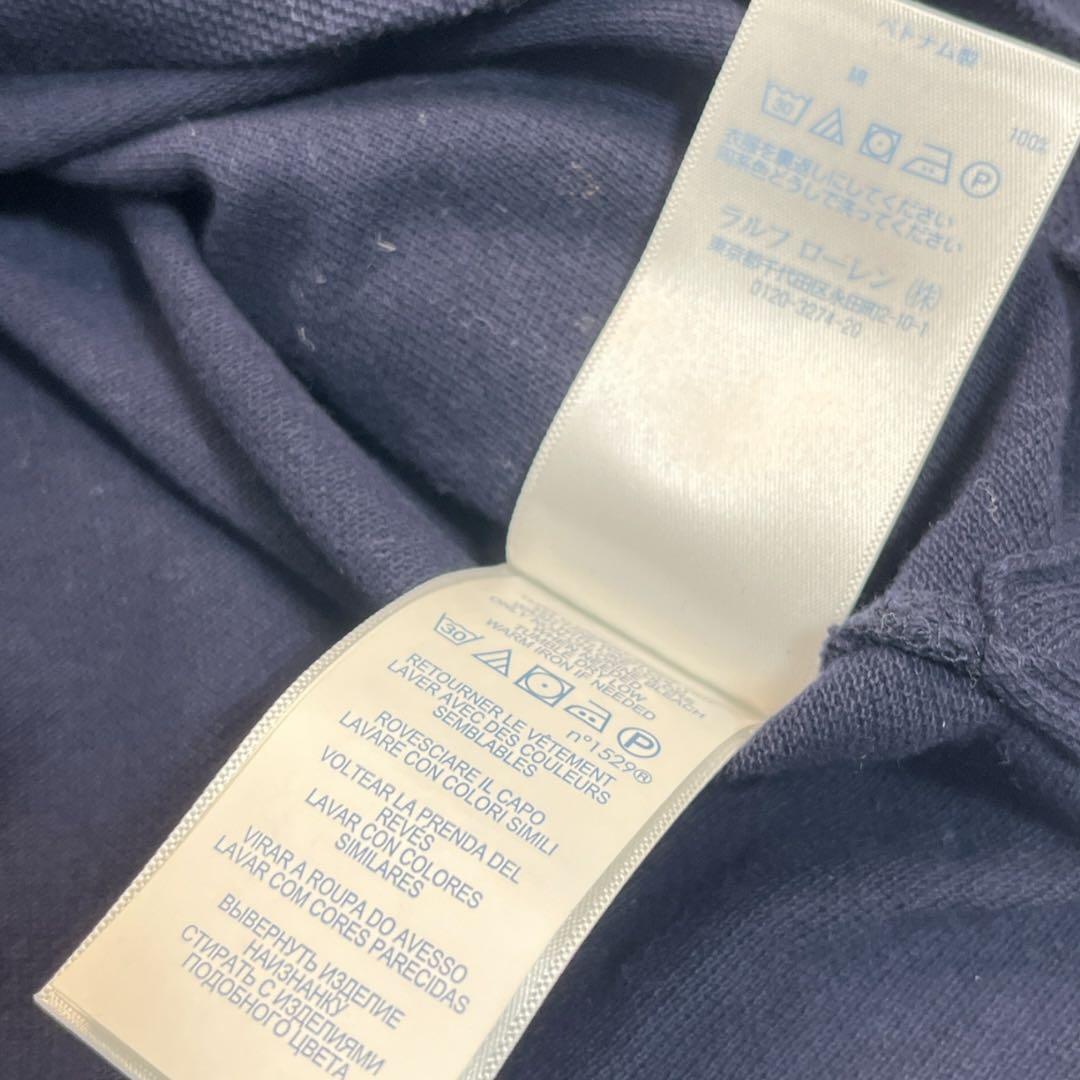 ベトナム製
綿 100%
30 P
衣服を裏返しにしてください
同系色どうしで洗ってください
ラルフ ローレン (株)
東京都千代田区永田町2-10-1
0120-3274-20
TUMBLE DRY LOW
WARM IRON IF NEEDED
30 P
n°1529®
RETOURNER LE VÊTEMENT
LAVER AVEC DES COULEURS
SEMBLABLES
ROVESCIARE IL CAPO
LAVARE CON COLORI SIMILI
VOLTEAR LA PRENDA DEL
REVÉS
LAVAR CON COLORES
SIMILARES
VIRAR A ROUPA DO AVESSO
LAVAR COM CORES PARECIDAS
ВЫВЕРНУТЬ ИЗДЕЛИЕ
НАИЗНАНКУ
СТИРАТЬ С ИЗДЕЛИЯМИ
ПОДОБНОГО ЦВЕТА